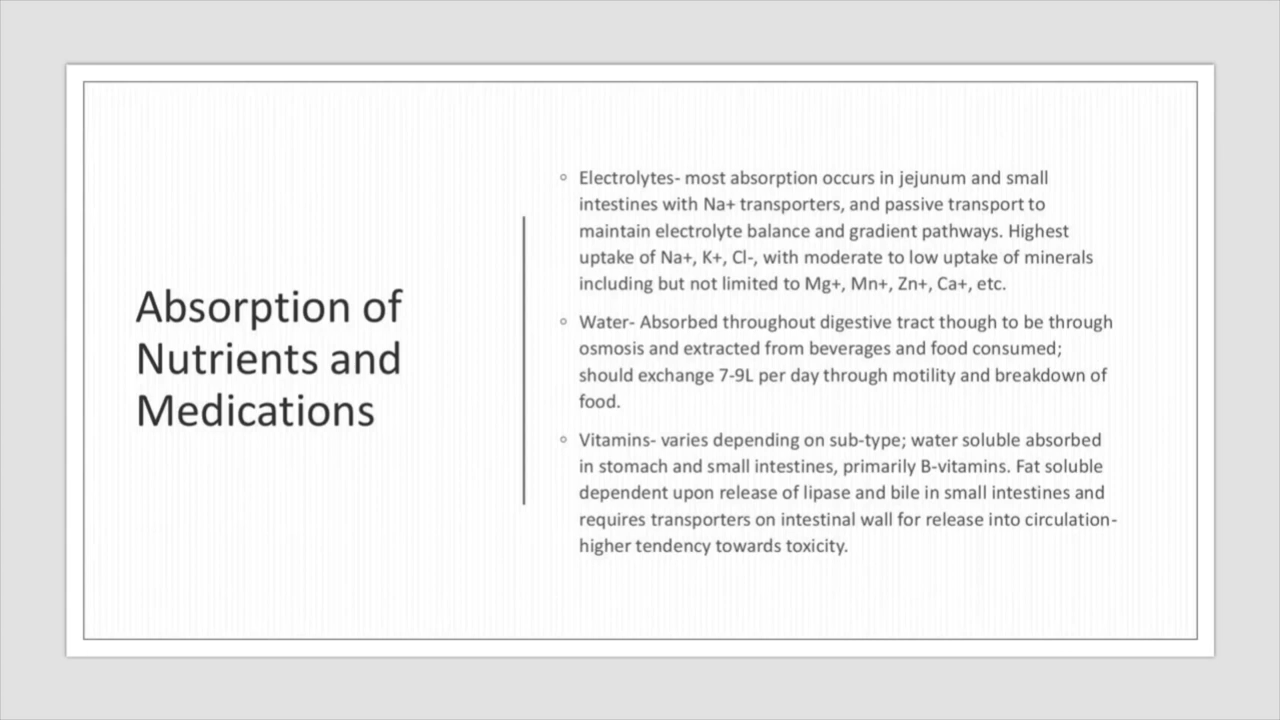 Absorption of
Nutrients and
Medications
Electrolytes- most absorption occurs in jejunum and small
intestines with Na+ transporters, and passive transport to
maintain electrolyte balance and gradient pathways. Highest
uptake of Na+, K+, Cl-, with moderate to low uptake of minerals
including but not limited to Mg+, Mn+, Zn+, Ca+, etc.
Water- Absorbed throughout digestive tract though to be through
osmosis and extracted from beverages and food consumed;
should exchange 7-9L per day through motility and breakdown of
food.
Vitamins- varies depending on sub-type; water soluble absorbed
in stomach and small intestines, primarily B-vitamins. Fat soluble
dependent upon release of lipase and bile in small intestines and
requires transporters on intestinal wall for release into circulation-
higher tendency towards toxicity.